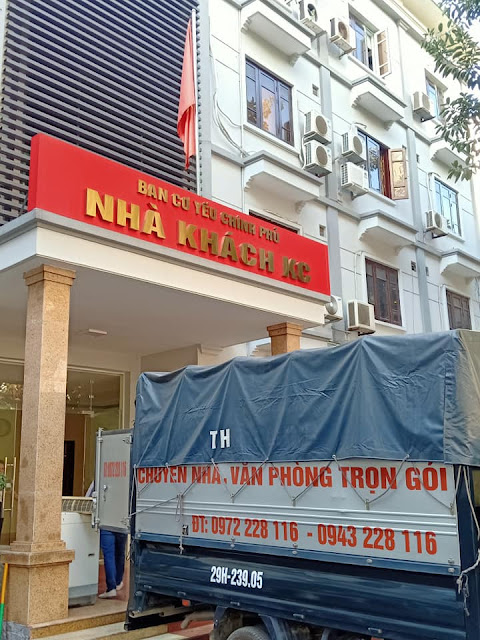 BAN CƠ YẾU CHÍNH PHỦ
NHÀ KHÁCH KC
TH
CHUYỂN NHÀ, VĂN PHÒNG TRỌN GÓI
ĐT: 0972 228 116 - 0943 228 116
29H-239.05